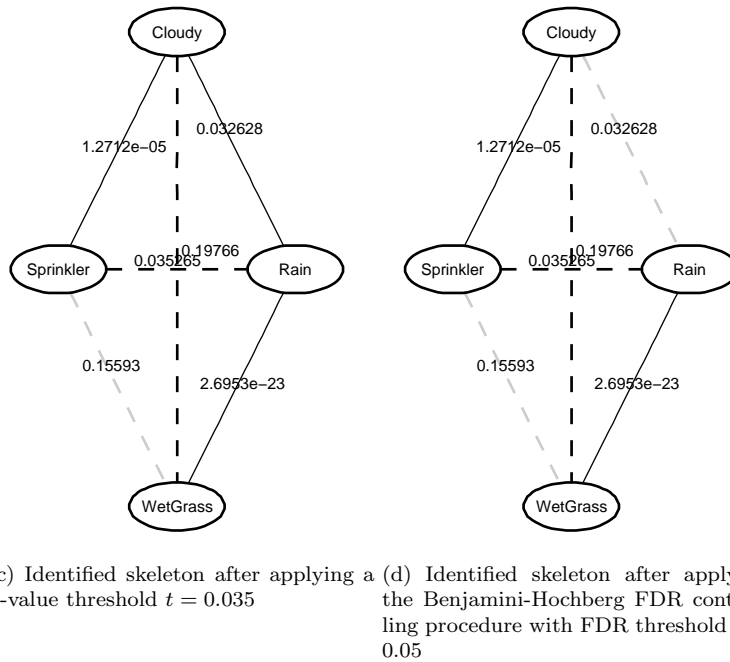 Cloudy
Cloudy
0.032628
0.032628
1.2712e−05
1.2712e−05
0.19766
0.19766
0.035265
0.035265
Sprinkler
Rain
Sprinkler
Rain
0.15593
0.15593
2.6953e−23
2.6953e−23
WetGrass
WetGrass
c) Identified skeleton after applying a
-value threshold t = 0.035
(d) Identified skeleton after apply
the Benjamini-Hochberg FDR cont
ling procedure with FDR threshold
0.05